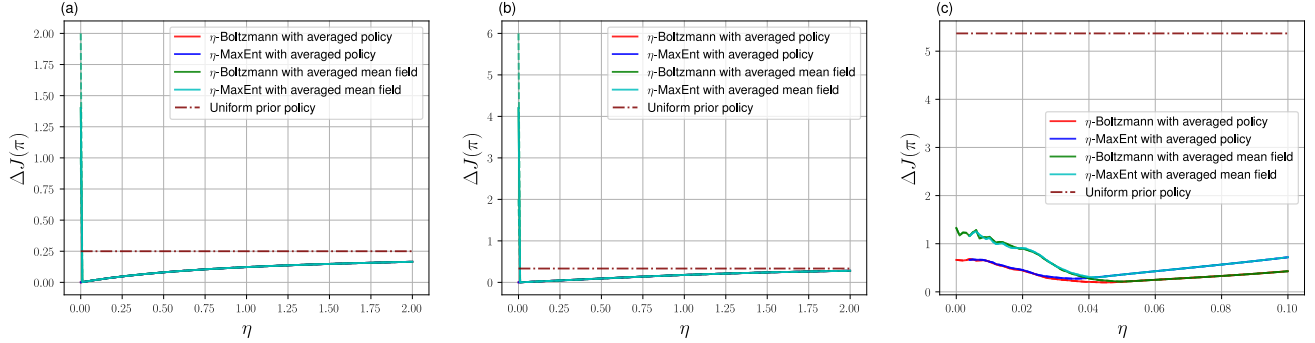 (a)
ΔJ(π)
2.00
1.75
1.50
1.25
1.00
0.75
0.50
0.25
0.00
η-Boltzmann with averaged policy
η-MaxEnt with averaged policy
η-Boltzmann with averaged mean field
η-MaxEnt with averaged mean field
Uniform prior policy
0.00 0.25 0.50 0.75 1.00 1.25 1.50 1.75 2.00
η
(b)
ΔJ(π)
6
5
4
3
2
1
0
η-Boltzmann with averaged policy
η-MaxEnt with averaged policy
η-Boltzmann with averaged mean field
η-MaxEnt with averaged mean field
Uniform prior policy
0.00 0.25 0.50 0.75 1.00 1.25 1.50 1.75 2.00
η
(c)
ΔJ(π)
5
4
3
2
1
0
η-Boltzmann with averaged policy
η-MaxEnt with averaged policy
η-Boltzmann with averaged mean field
η-MaxEnt with averaged mean field
Uniform prior policy
0.00 0.02 0.04 0.06 0.08 0.10
η